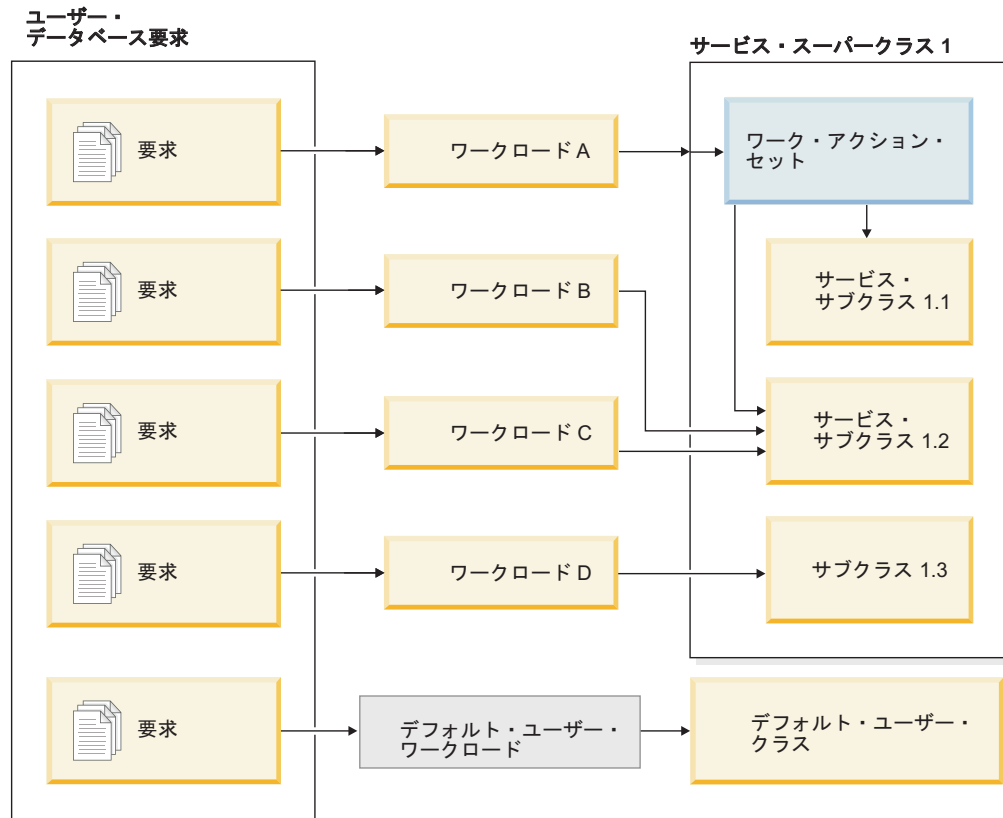 ユーザー・
データベース要求
サービス・スーパークラス 1
要求
ワークロード A
ワーク・アクション・
セット
要求
ワークロード B
サービス・
サブクラス 1.1
要求
ワークロード C
サービス・
サブクラス 1.2
要求
ワークロード D
サブクラス 1.3
要求
デフォルト・ユーザー・
ワークロード
デフォルト・ユーザー・
クラス